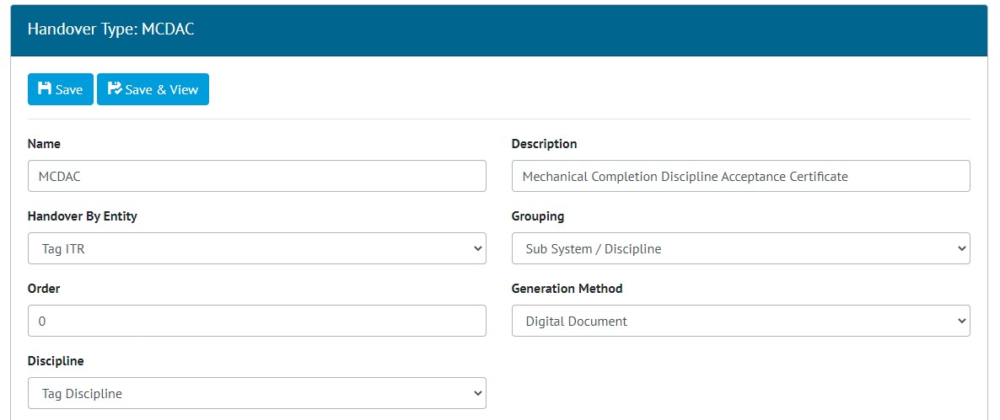 Handover Type: MCDAC
Save
Save & View
Name
Description
MCDAC
Mechanical Completion Discipline Acceptance Certificate
Handover By Entity
Grouping
Tag ITR
Sub System / Discipline
Order
Generation Method
0
Digital Document
Discipline
Tag Discipline